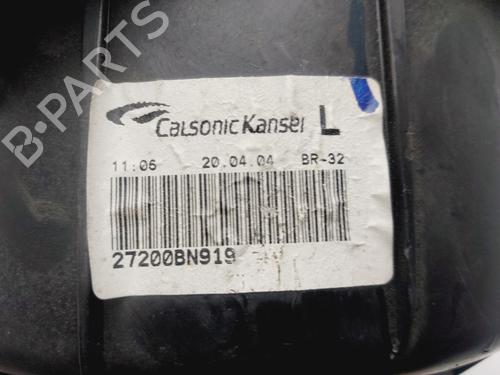 CalsonicKansei L
11:06 20.04.04 BR-32
27200BN919
B-PARTS